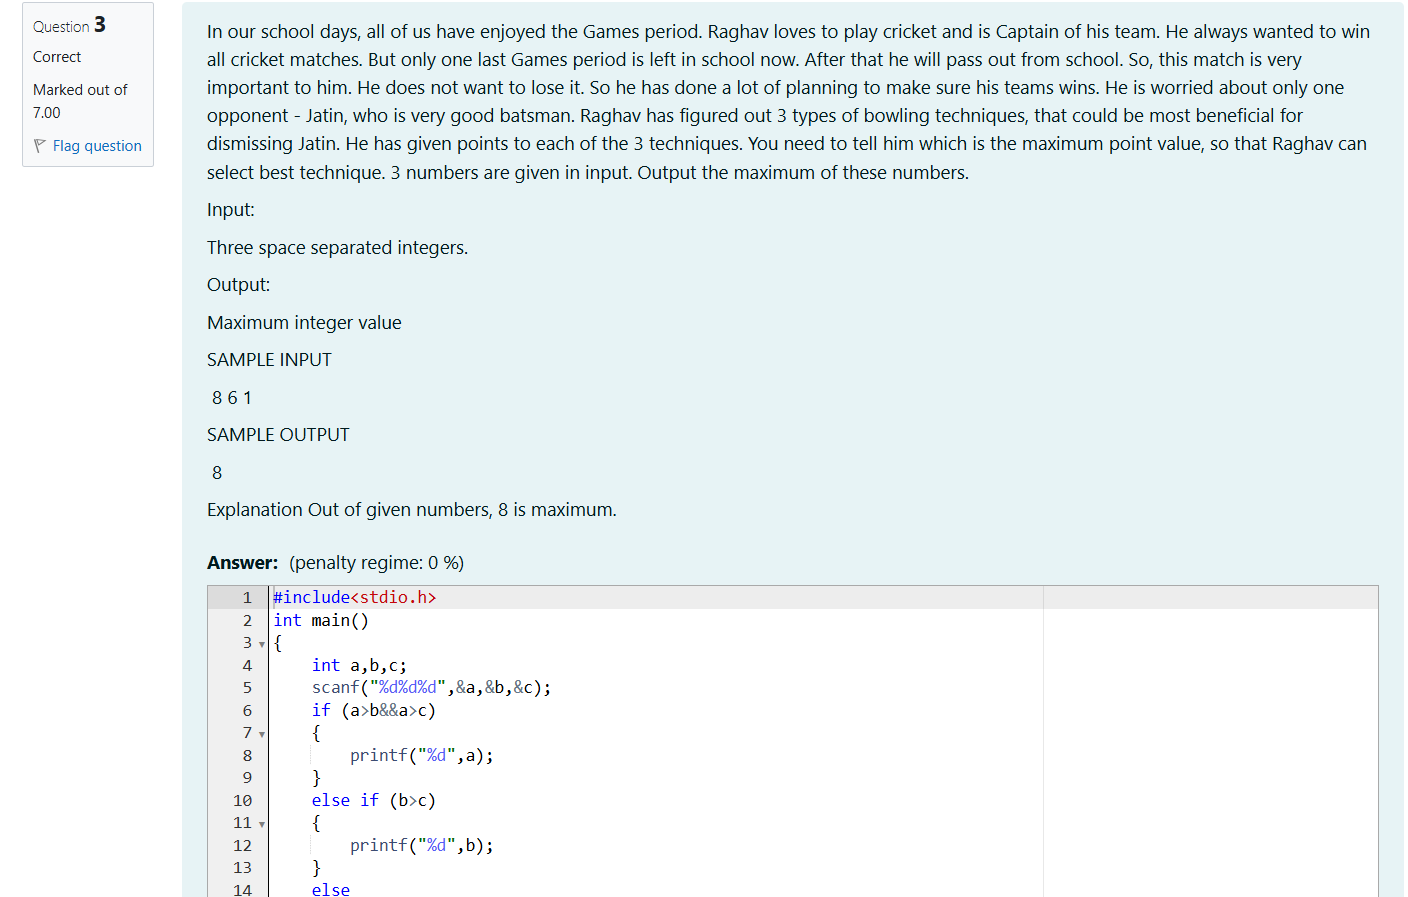 Question 3
Correct
Marked out of
7.00
Flag question
In our school days, all of us have enjoyed the Games period. Raghav loves to play cricket and is Captain of his team. He always wanted to win
all cricket matches. But only one last Games period is left in school now. After that he will pass out from school. So, this match is very
important to him. He does not want to lose it. So he has done a lot of planning to make sure his teams wins. He is worried about only one
opponent - Jatin, who is very good batsman. Raghav has figured out 3 types of bowling techniques, that could be most beneficial for
dismissing Jatin. He has given points to each of the 3 techniques. You need to tell him which is the maximum point value, so that Raghav can
select best technique. 3 numbers are given in input. Output the maximum of these numbers.
Input:
Three space separated integers.
Output:
Maximum integer value
SAMPLE INPUT
8 6 1
SAMPLE OUTPUT
8
Explanation Out of given numbers, 8 is maximum.
Answer: (penalty regime: 0 %)
1 #include<stdio.h>
2 int main()
3 {
4     int a,b,c;
5     scanf("%d%d%d",&a,&b,&c);
6     if (a>b&&a>c)
7     {
8         printf("%d",a);
9     }
10     else if (b>c)
11     {
12         printf("%d",b);
13     }
14     else